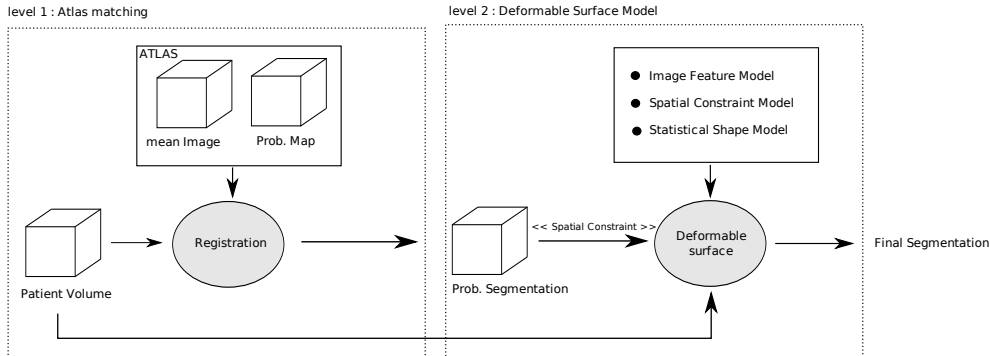 level 1 : Atlas matching
level 2 : Deformable Surface Model
ATLAS
mean Image
Prob. Map
Image Feature Model
Spatial Constraint Model
Statistical Shape Model
Registration
Patient Volume
<< Spatial Constraint >>
Prob. Segmentation
Deformable
surface
Final Segmentation